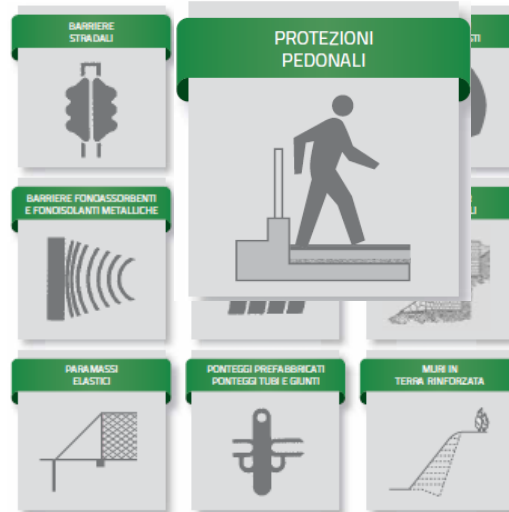 BARRIERE
STRADALI
PROTEZIONI
PEDONALI
BARRIERE FONOASSORBENTI
E FONOISOLANTI METALLICHE
PARAMASSI
ELASTICI
PONTEGGI PREFABBRICATI
PONTEGGI TUBI E GIUNTI
MURI IN
TERRA RINFORZATA